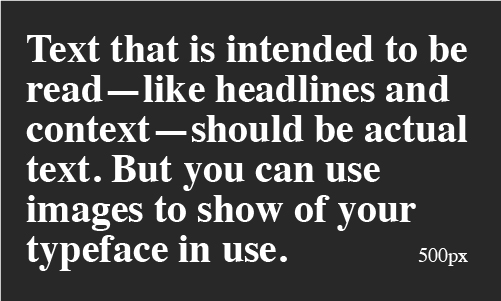 Text that is intended to be
read—like headlines and
context—should be actual
text. But you can use
images to show of your
typeface in use.
500px